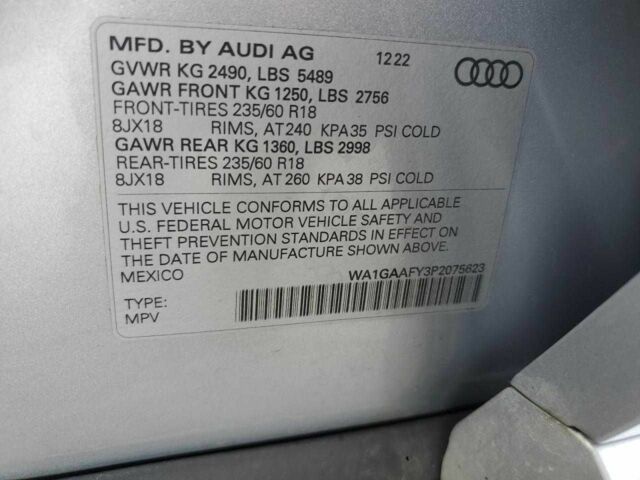 MFD. BY AUDI AG 1222
GVWR KG 2490, LBS 5489
GAWR FRONT KG 1250, LBS 2756
FRONT-TIRES 235/60 R18
8JX18 RIMS, AT 240 KPA 35 PSI COLD
GAWR REAR KG 1360, LBS 2998
REAR-TIRES 235/60 R18
8JX18 RIMS, AT 260 KPA 38 PSI COLD
THIS VEHICLE CONFORMS TO ALL APPLICABLE
U.S. FEDERAL MOTOR VEHICLE SAFETY AND
THEFT PREVENTION STANDARDS IN EFFECT ON
THE DATE OF MANUFACTURE SHOWN ABOVE.
MEXICO WA1GAAFY3P2075623
TYPE:
MPV